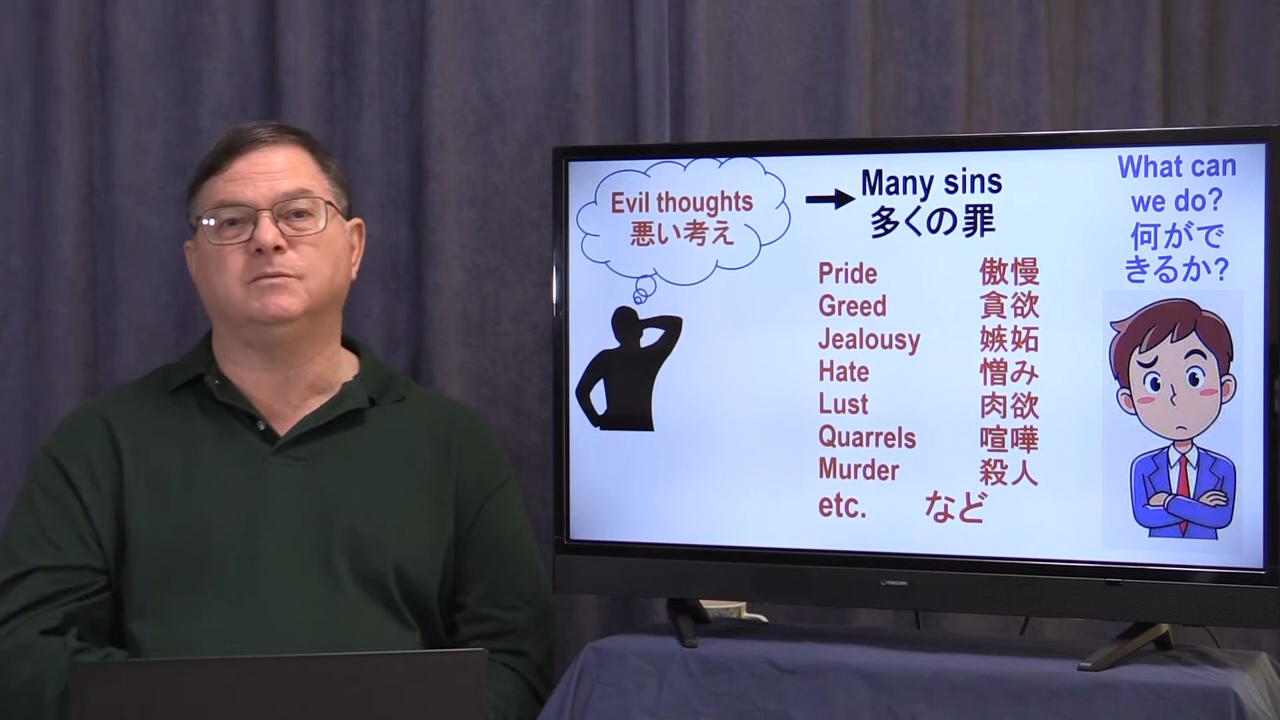 Evil thoughts
悪い考え
Many sins
多くの罪
Pride 傲慢
Greed 貪欲
Jealousy 嫉妬
Hate 憎み
Lust 肉欲
Quarrels 喧嘩
Murder 殺人
etc. など
What can
we do?
何がで
きるか?